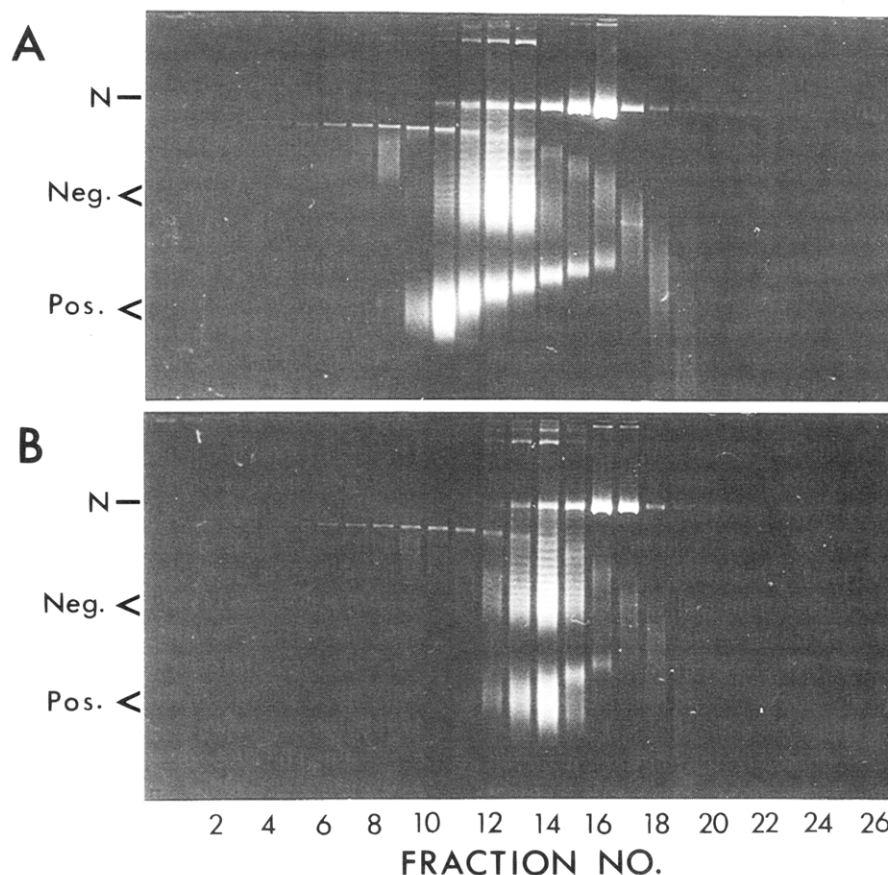 A
N
Neg. <
Pos. <
B
N
Neg. <
Pos. <
2 4 6 8 10 12 14 16 18 20 22 24 26
FRACTION NO.